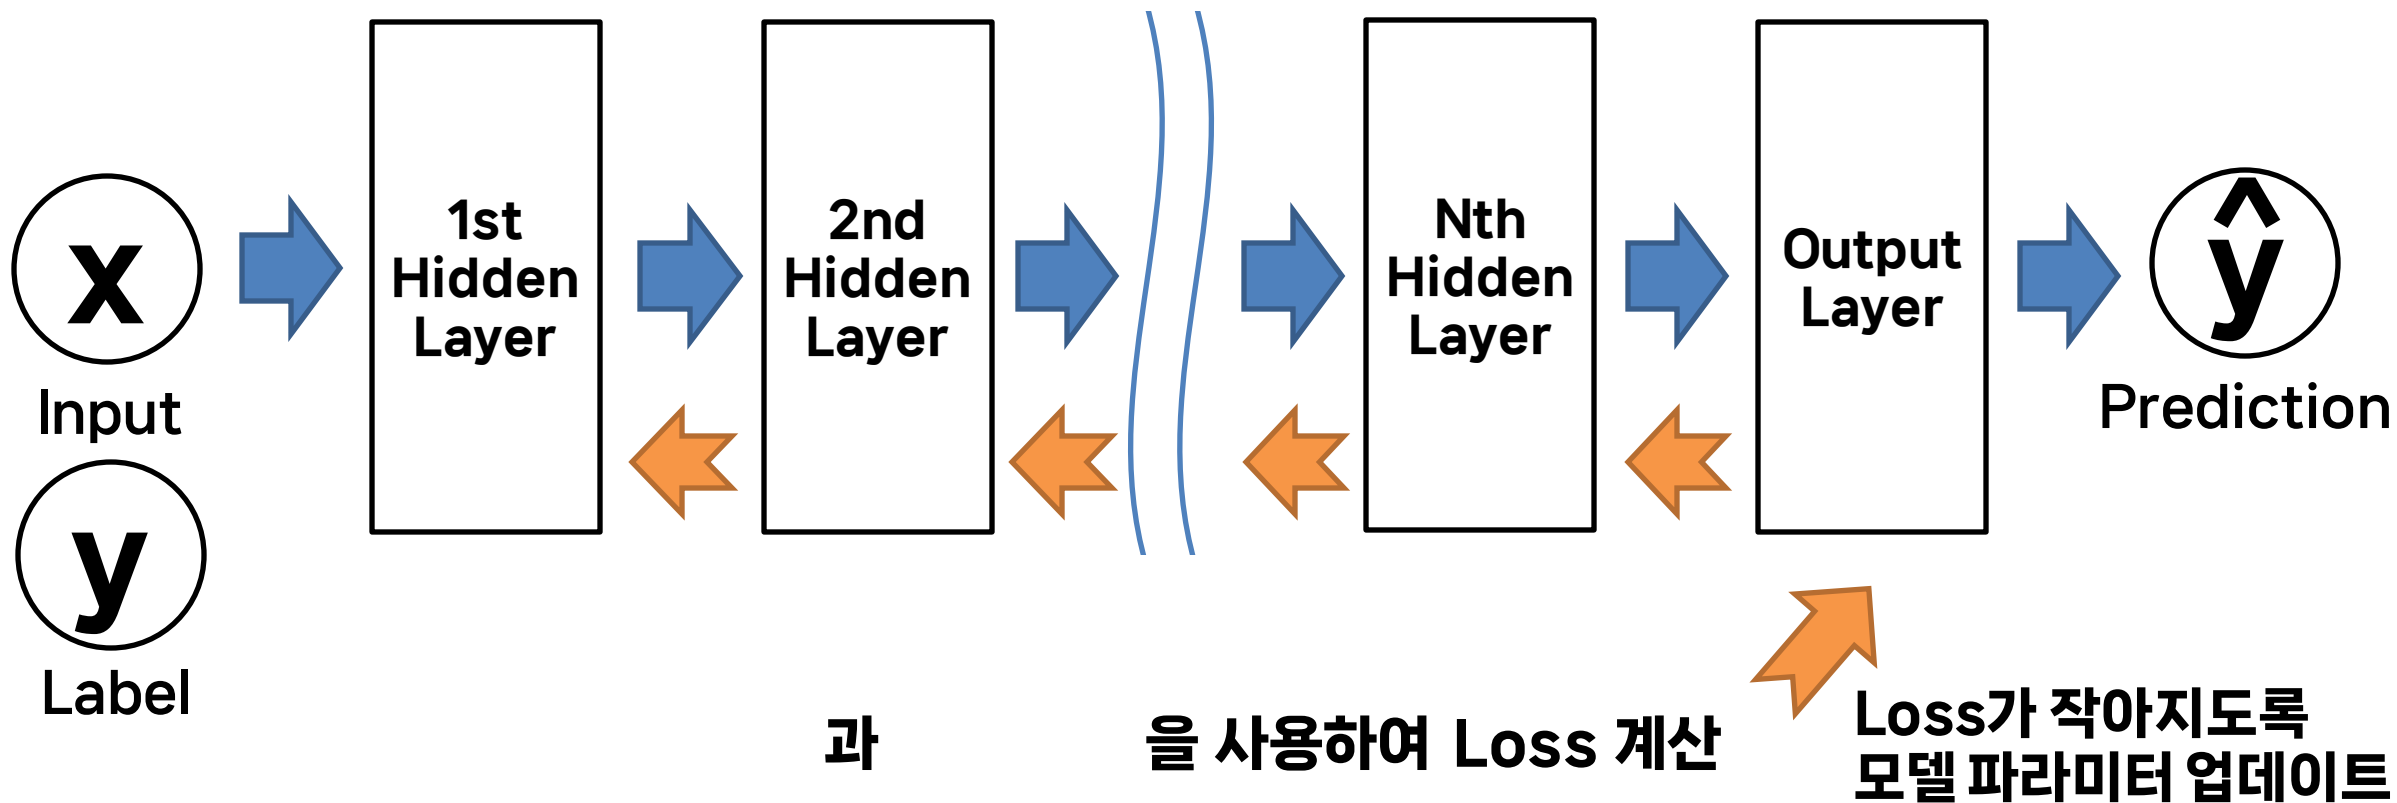 x
Input
y
Label
1st
Hidden
Layer
2nd
Hidden
Layer
Nth
Hidden
Layer
Output
Layer
ŷ
Prediction
과 을 사용하여 Loss 계산
Loss가 작아지도록
모델 파라미터 업데이트